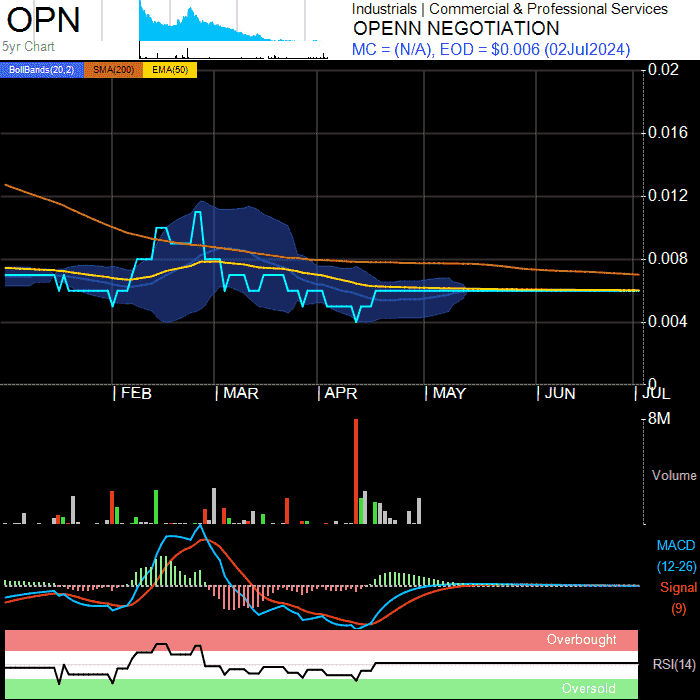 OPN
5yr Chart
Industrials | Commercial & Professional Services
OPENN NEGOTIATION
MC = (N/A), EOD = $0.006 (02Jul2024)
BollBands(20,2) SMA(200) EMA(50)
0.02
0.016
0.012
0.008
0.004
0
| FEB | MAR | APR | MAY | JUN | JUL
8M
Volume
MACD
(12-26)
Signal
(9)
Overbought
RSI(14)
Oversold